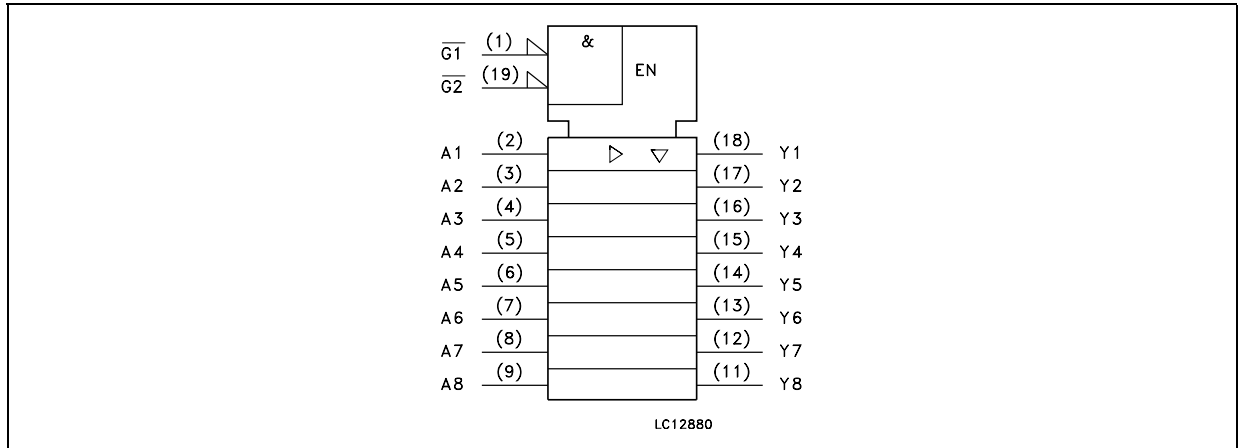 G1 (1) &
G2 (19) EN
A1 (2) (18) Y1
A2 (3) (17) Y2
A3 (4) (16) Y3
A4 (5) (15) Y4
A5 (6) (14) Y5
A6 (7) (13) Y6
A7 (8) (12) Y7
A8 (9) (11) Y8
LC12880